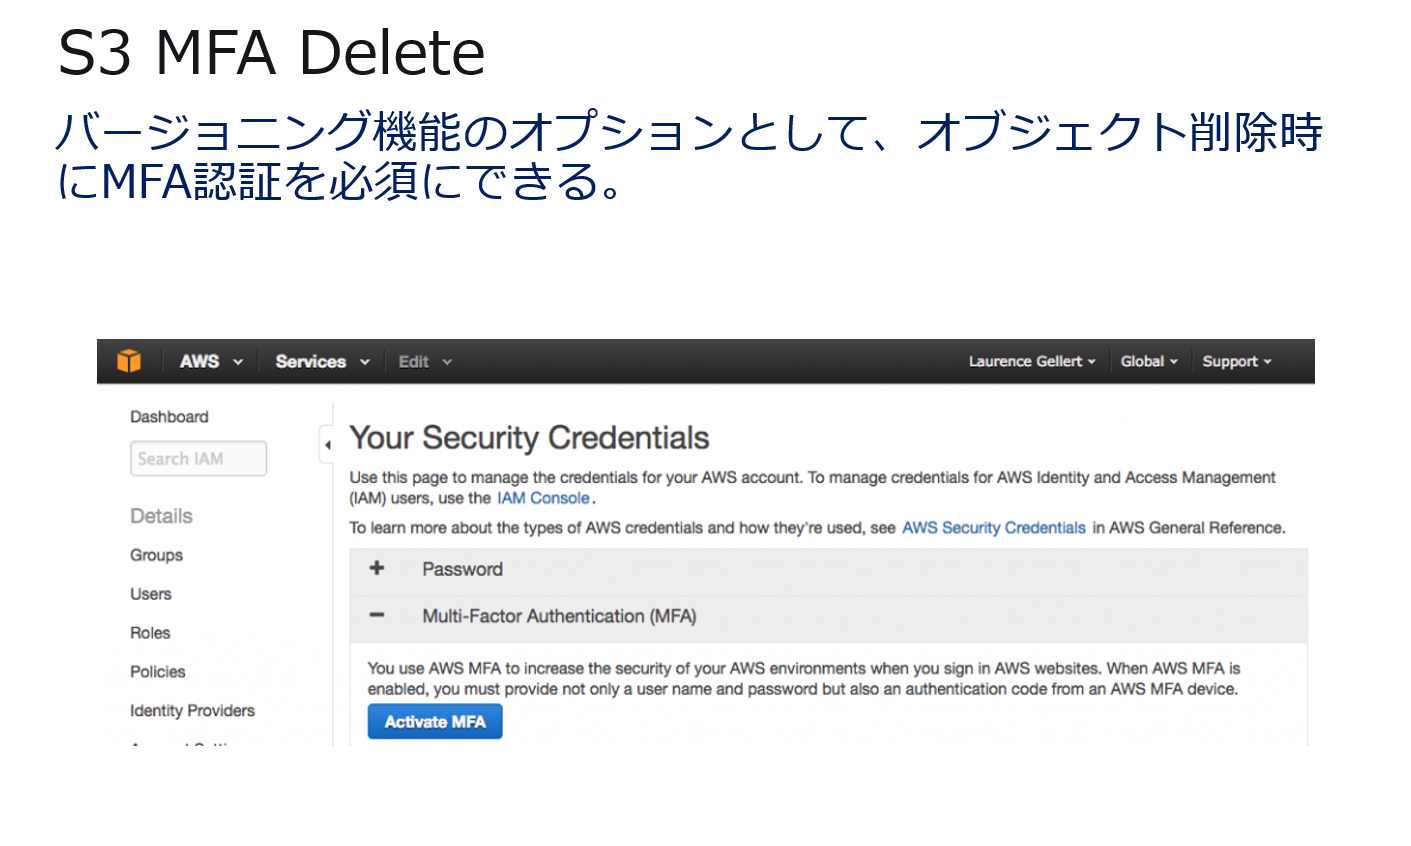 S3 MFA Delete
バージョニング機能のオプションとして、オブジェクト削除時
にMFA認証を必須にできる。
AWS Services Edit Laurence Gellert Global Support
Dashboard
Search IAM
Details
Groups
Users
Roles
Policies
Identity Providers
Your Security Credentials
Use this page to manage the credentials for your AWS account. To manage credentials for AWS Identity and Access Management
(IAM) users, use the IAM Console.
To learn more about the types of AWS credentials and how they're used, see AWS Security Credentials in AWS General Reference.
+ Password
− Multi-Factor Authentication (MFA)
You use AWS MFA to increase the security of your AWS environments when you sign in AWS websites. When AWS MFA is
enabled, you must provide not only a user name and password but also an authentication code from an AWS MFA device.
Activate MFA